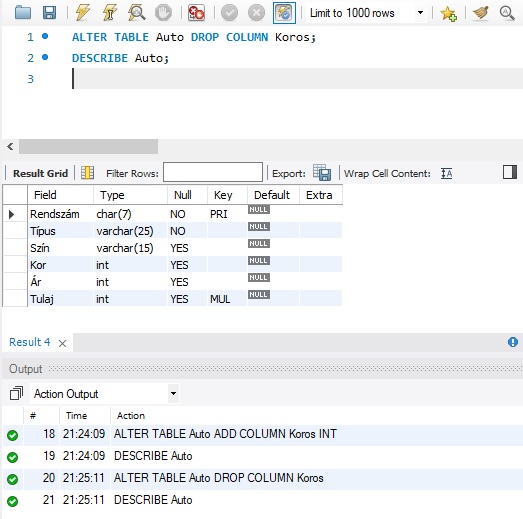 Limit to 1000 rows
1 ALTER TABLE Auto DROP COLUMN Koros;
2 DESCRIBE Auto;
3
Result Grid Filter Rows: Export: Wrap Cell Content: IA
Field Type Null Key Default Extra
Rendszám char(7) NO PRI NULL
Típus varchar(25) NO NULL
Szín varchar(15) YES NULL
Kor int YES NULL
Ár int YES NULL
Tulaj int YES MUL NULL
Result 4 ×
Output
Action Output
# Time Action
18 21:24:09 ALTER TABLE Auto ADD COLUMN Koros INT
19 21:24:09 DESCRIBE Auto
20 21:25:11 ALTER TABLE Auto DROP COLUMN Koros
21 21:25:11 DESCRIBE Auto